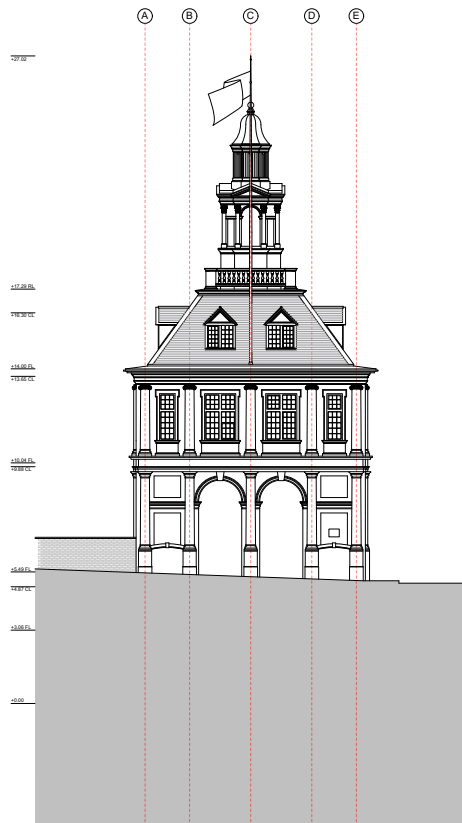 A B C D E
+27.02
+17.29 RL
+16.30 CL
+14.00 FL
+13.65 CL
+10.04 FL
+9.88 CL
+5.49 FL
+4.87 CL
+3.08 FL
+0.00